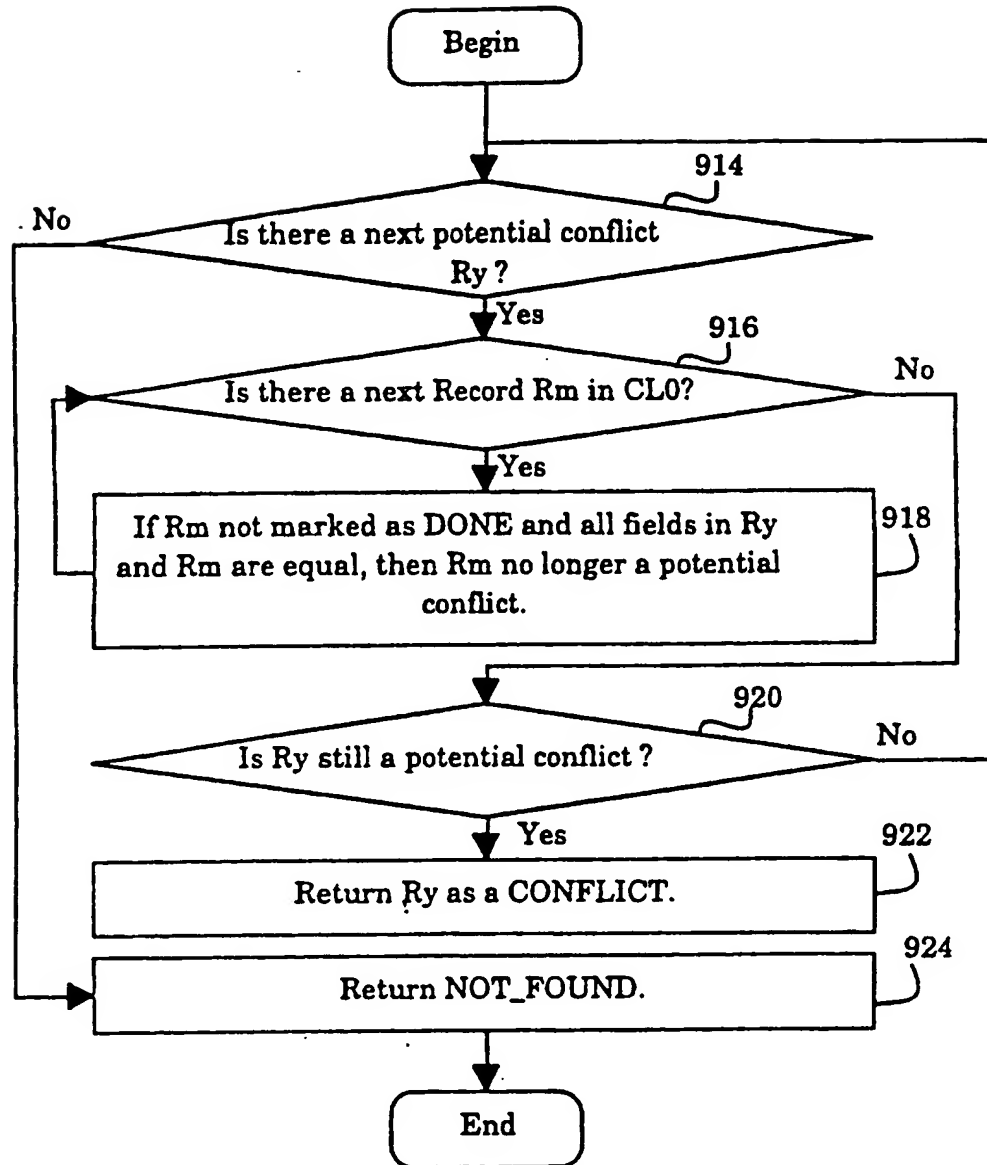 Begin
914
No
Is there a next potential conflict
Ry ?
Yes
916
Is there a next Record Rm in CL0?
No
Yes
If Rm not marked as DONE and all fields in Ry
and Rm are equal, then Rm no longer a potential
conflict.
918
920
Is Ry still a potential conflict ?
No
Yes
922
Return Ry as a CONFLICT.
924
Return NOT_FOUND.
End